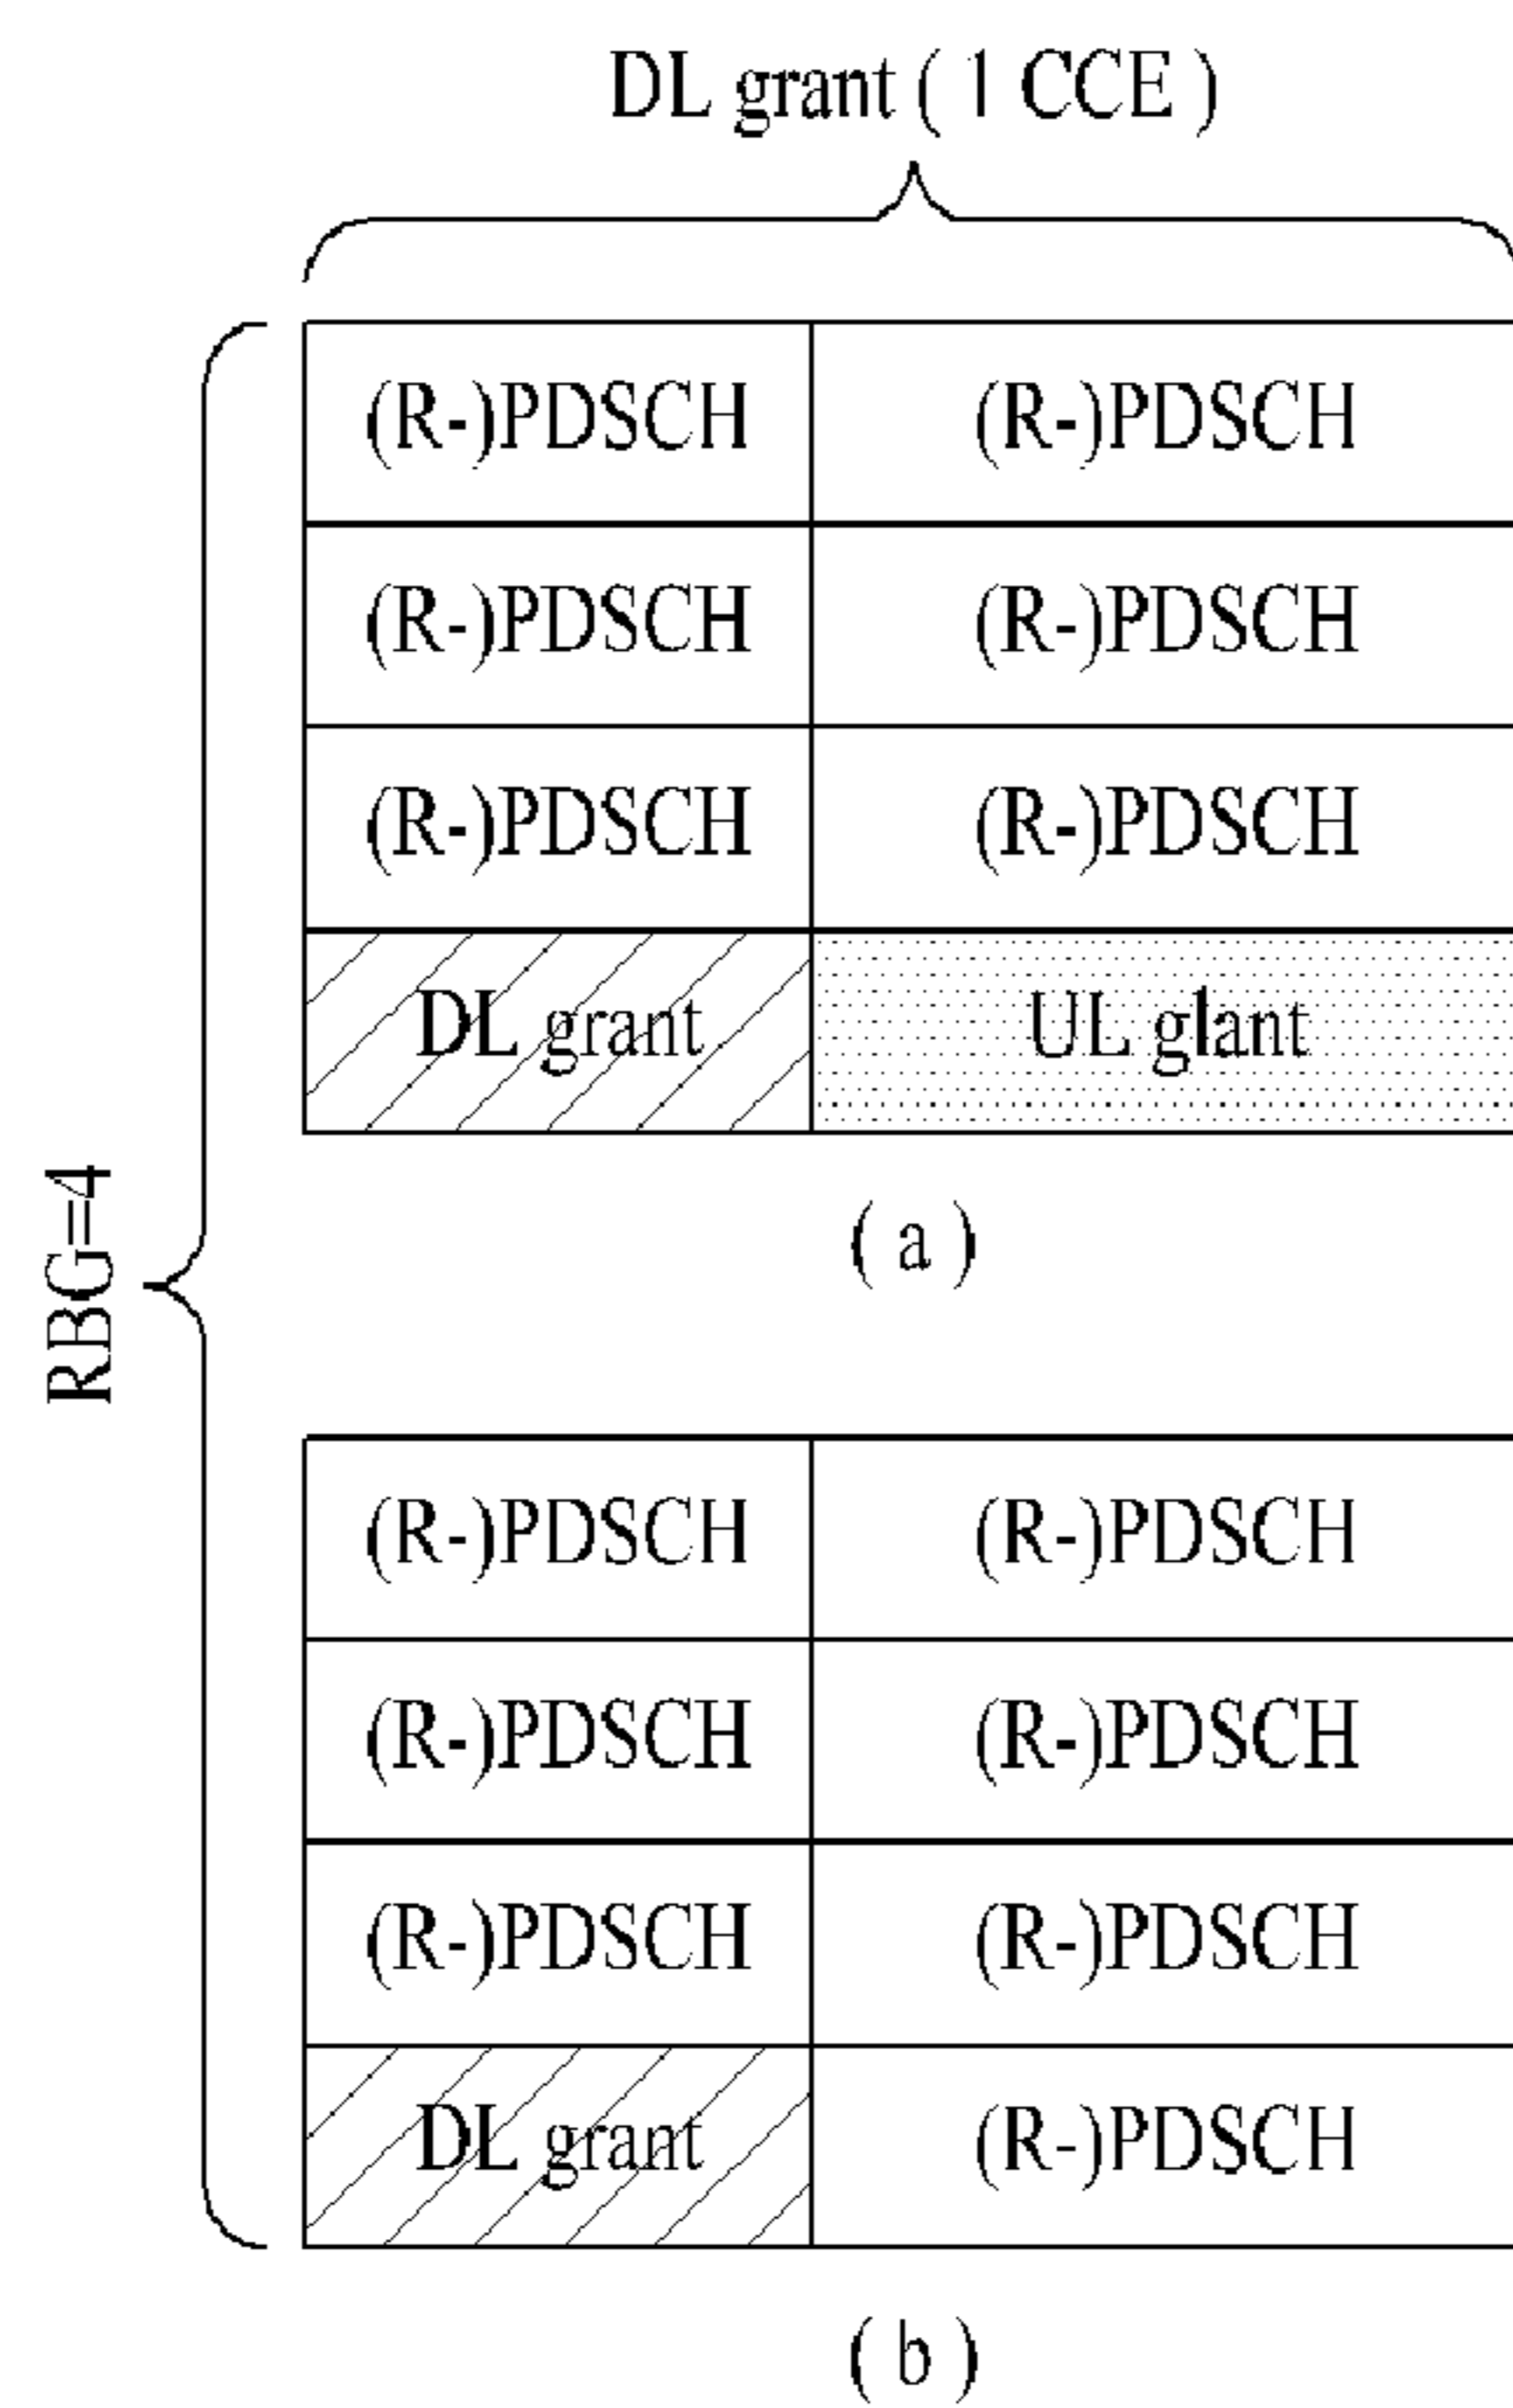 DL grant ( 1 CCE )
(R-)PDSCH (R-)PDSCH
(R-)PDSCH (R-)PDSCH
(R-)PDSCH (R-)PDSCH
DL grant UL glant
( a )
RBG=4
(R-)PDSCH (R-)PDSCH
(R-)PDSCH (R-)PDSCH
(R-)PDSCH (R-)PDSCH
DL grant (R-)PDSCH
( b )